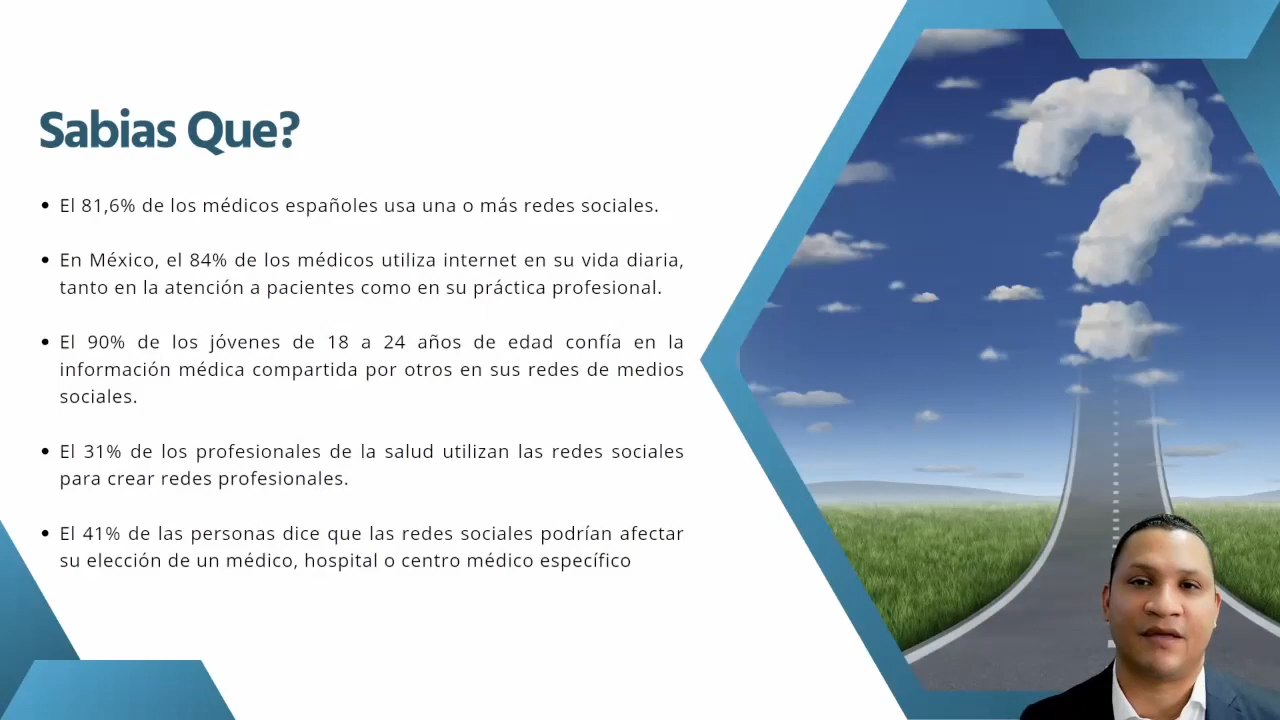 Sabias Que?
• El 81,6% de los médicos españoles usa una o más redes sociales.
• En México, el 84% de los médicos utiliza internet en su vida diaria,
tanto en la atención a pacientes como en su práctica profesional.
• El 90% de los jóvenes de 18 a 24 años de edad confía en la
información médica compartida por otros en sus redes de medios
sociales.
• El 31% de los profesionales de la salud utilizan las redes sociales
para crear redes profesionales.
• El 41% de las personas dice que las redes sociales podrían afectar
su elección de un médico, hospital o centro médico específico